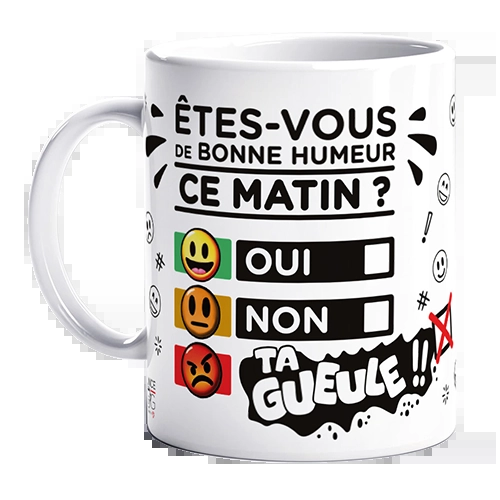 ÊTES-VOUS
DE BONNE HUMEUR
CE MATIN ?
OUI
NON
TA
GUEULE !!